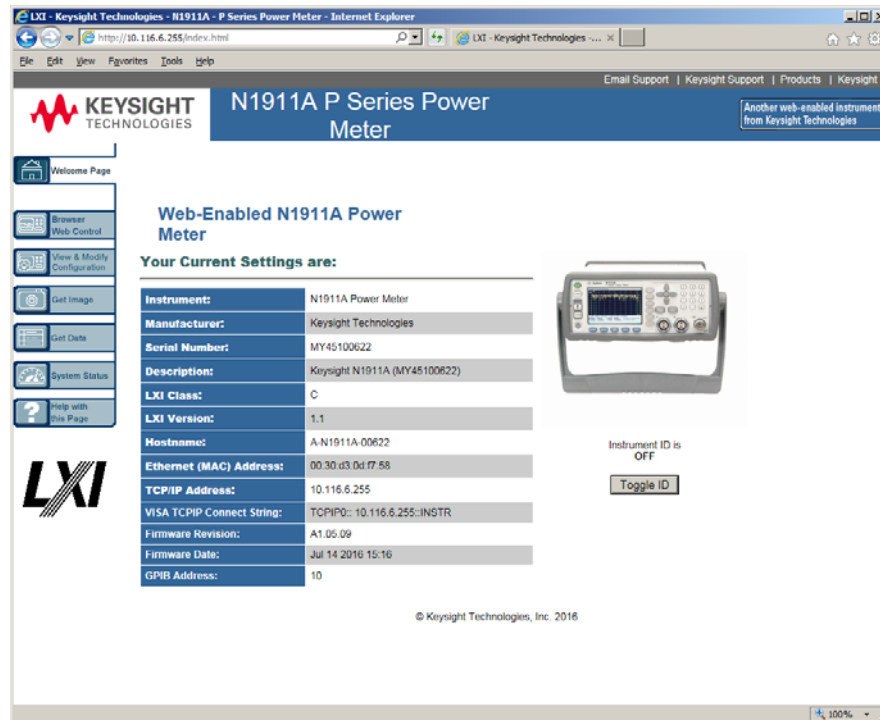 LXI - Keysight Technologies - N1911A - P Series Power Meter - Internet Explorer
http://10.116.6.255/index.html
LXI - Keysight Technologies -...
File Edit View Favorites Tools Help
Email Support | Keysight Support | Products | Keysight
KEYSIGHT
TECHNOLOGIES
N1911A P Series Power
Meter
Another web-enabled instrument
from Keysight Technologies
Welcome Page
Browser
Web Control
View & Modify
Configuration
Get Image
Get Data
System Status
Help with
this Page
LXI
Web-Enabled N1911A Power
Meter
Your Current Settings are:
Instrument: N1911A Power Meter
Manufacturer: Keysight Technologies
Serial Number: MY45100622
Description: Keysight N1911A (MY45100622)
LXI Class: C
LXI Version: 1.1
Hostname: A-N1911A-00622
Ethernet (MAC) Address: 00:30:d3:0d:f7:58
TCP/IP Address: 10.116.6.255
VISA TCPIP Connect String: TCPIP0:: 10.116.6.255::INSTR
Firmware Revision: A1.05.09
Firmware Date: Jul 14 2016 15:16
GPIB Address: 10
Instrument ID is
OFF
Toggle ID
© Keysight Technologies, Inc. 2016
100%